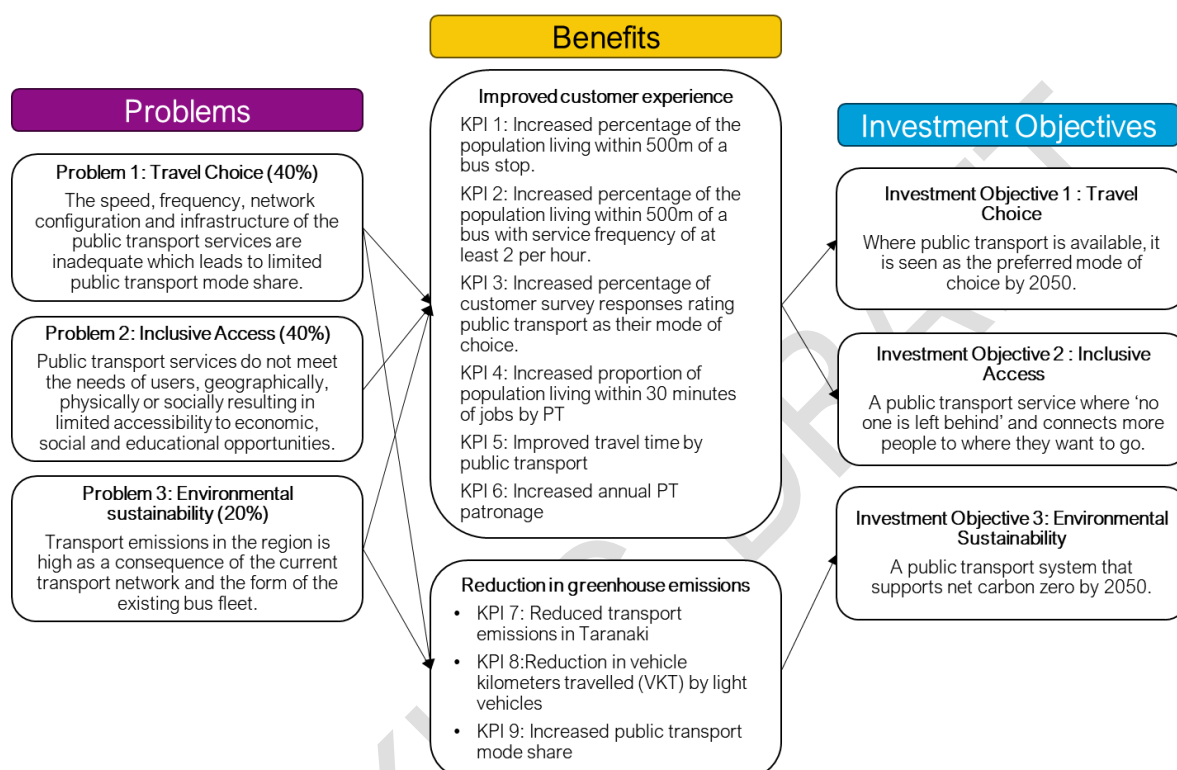 Problems
Problem 1: Travel Choice (40%)
The speed, frequency, network
configuration and infrastructure of the
public transport services are
inadequate which leads to limited
public transport mode share.
Problem 2: Inclusive Access (40%)
Public transport services do not meet
the needs of users, geographically,
physically or socially resulting in
limited accessibility to economic,
social and educational opportunities.
Problem 3: Environmental
sustainability (20%)
Transport emissions in the region is
high as a consequence of the current
transport network and the form of the
existing bus fleet.
Benefits
Improved customer experience
KPI 1: Increased percentage of the
population living within 500m of a
bus stop.
KPI 2: Increased percentage of the
population living within 500m of a
bus with service frequency of at
least 2 per hour.
KPI 3: Increased percentage of
customer survey responses rating
public transport as their mode of
choice.
KPI 4: Increased proportion of
population living within 30 minutes
of jobs by PT
KPI 5: Improved travel time by
public transport
KPI 6: Increased annual PT
patronage
Reduction in greenhouse emissions
• KPI 7: Reduced transport
emissions in Taranaki
• KPI 8:Reduction in vehicle
kilometers travelled (VKT) by light
vehicles
• KPI 9: Increased public transport
mode share
Investment Objectives
Investment Objective 1 : Travel
Choice
Where public transport is available, it
is seen as the preferred mode of
choice by 2050.
Investment Objective 2 : Inclusive
Access
A public transport service where ‘no
one is left behind’ and connects more
people to where they want to go.
Investment Objective 3: Environmental
Sustainability
A public transport system that
supports net carbon zero by 2050.
DRAFT